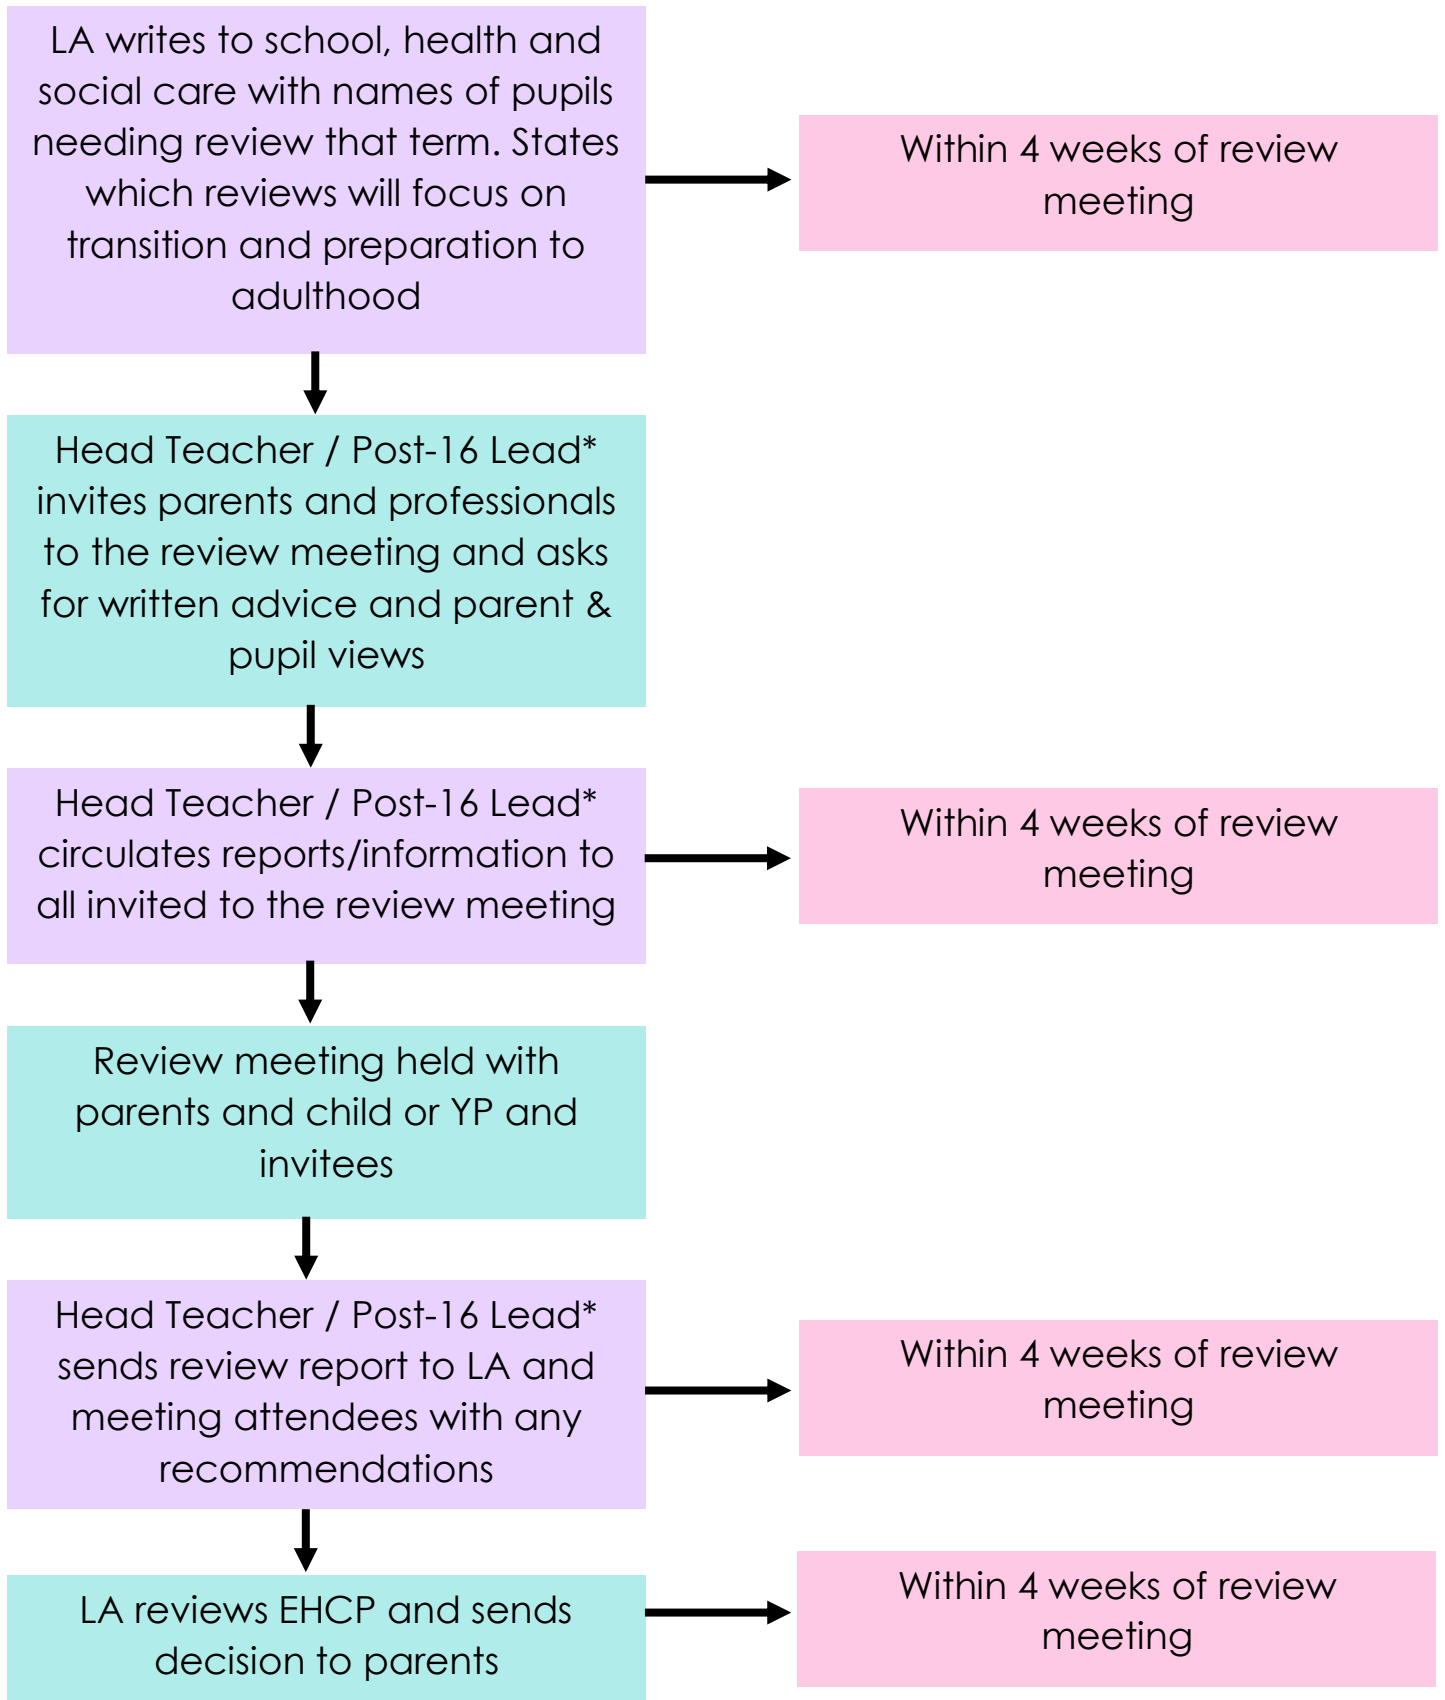 LA writes to school, health and
social care with names of pupils
needing review that term. States
which reviews will focus on
transition and preparation to
adulthood
Within 4 weeks of review
meeting
Head Teacher / Post-16 Lead*
invites parents and professionals
to the review meeting and asks
for written advice and parent &
pupil views
Head Teacher / Post-16 Lead*
circulates reports/information to
all invited to the review meeting
Within 4 weeks of review
meeting
Review meeting held with
parents and child or YP and
invitees
Head Teacher / Post-16 Lead*
sends review report to LA and
meeting attendees with any
recommendations
Within 4 weeks of review
meeting
LA reviews EHCP and sends
decision to parents
Within 4 weeks of review
meeting